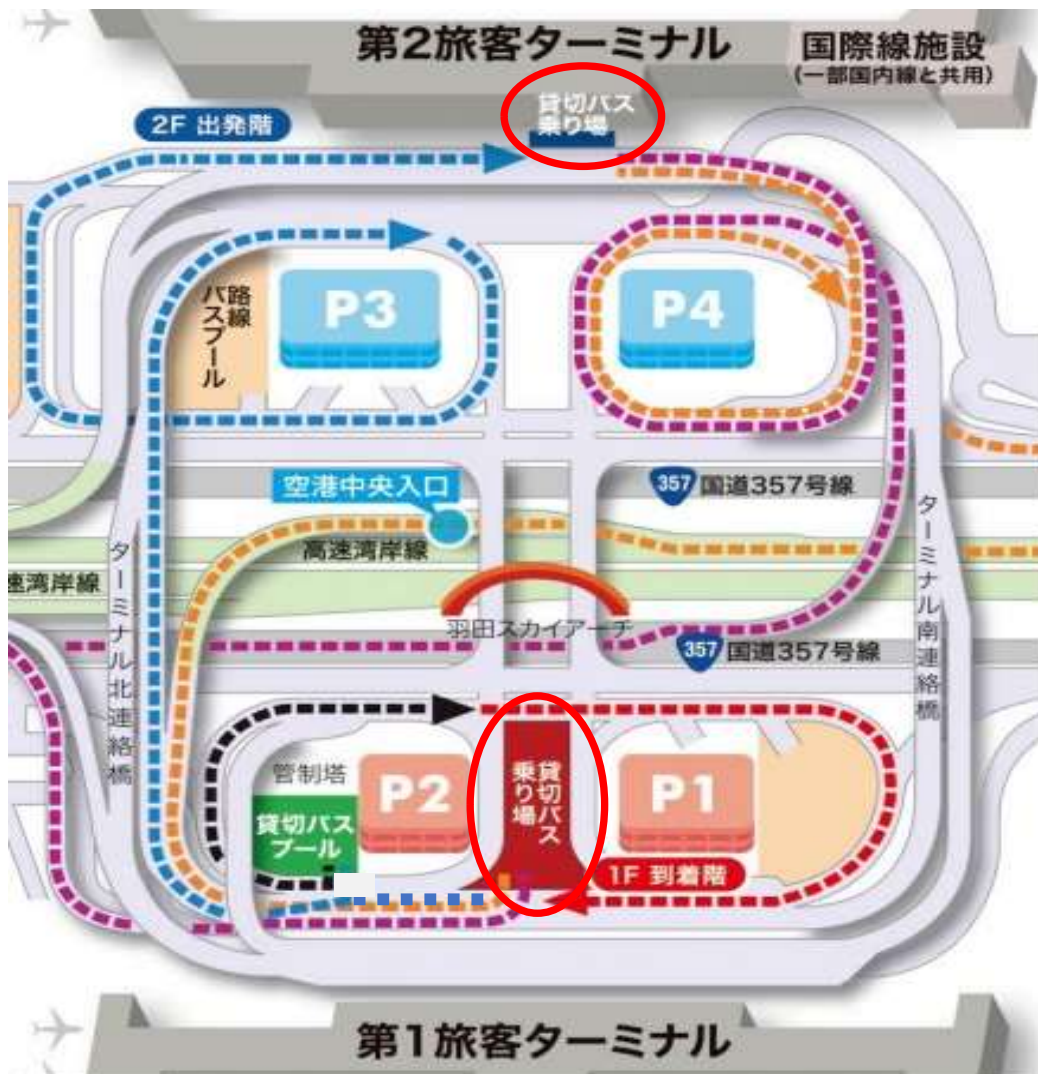 第2旅客ターミナル
国際線施設
(一部国内線と共用)
貸切バス
乗り場
2F 出発階
路線
バスプール
P3
P4
空港中央入口
357 国道357号線
高速湾岸線
速湾岸線
羽田スカイアーチ
357 国道357号線
ターミナル北連絡橋
ターミナル南連絡橋
管制塔
貸切バス
プール
P2
貸切バス
乗り場
P1
1F 到着階
第1旅客ターミナル